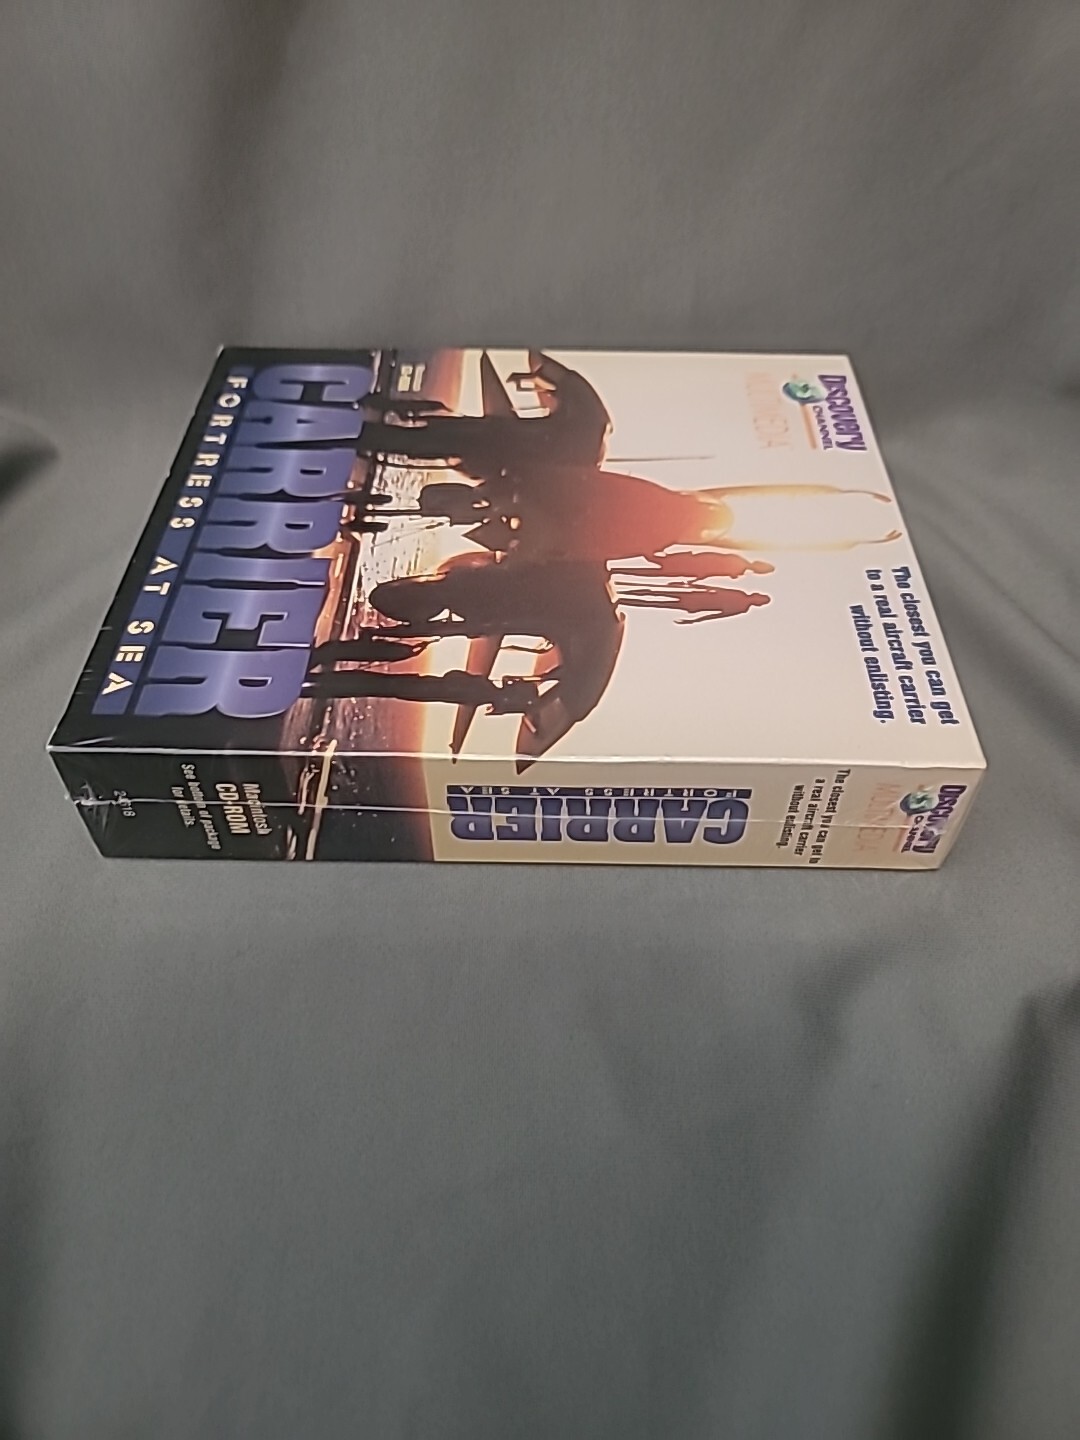 Discovery
CHANNEL
MULTIMEDIA
The closest you can get
to a real aircraft carrier
without enlisting.
CARRIER
FORTRESS AT SEA
Discovery
CHANNEL
MULTIMEDIA
The closest you can get to
a real aircraft carrier
without enlisting.
CARRIER
FORTRESS AT SEA
Macintosh
CD-ROM
See bottom of package
for details.